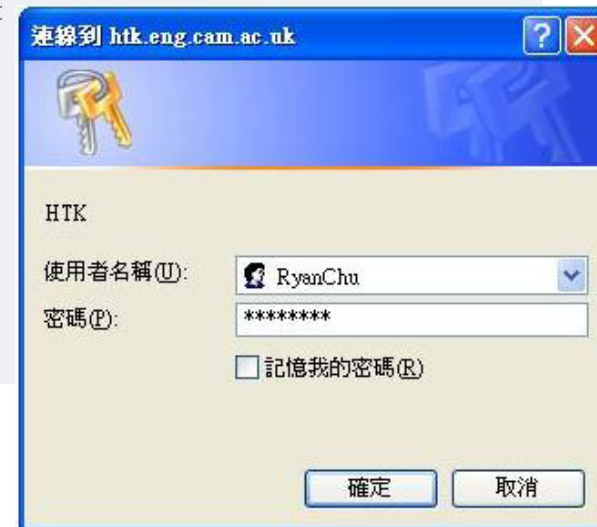 連線到 htk.eng.cam.ac.uk
HTK
使用者名稱(U):
RyanChu
密碼(P):
********
記憶我的密碼(R)
確定
取消